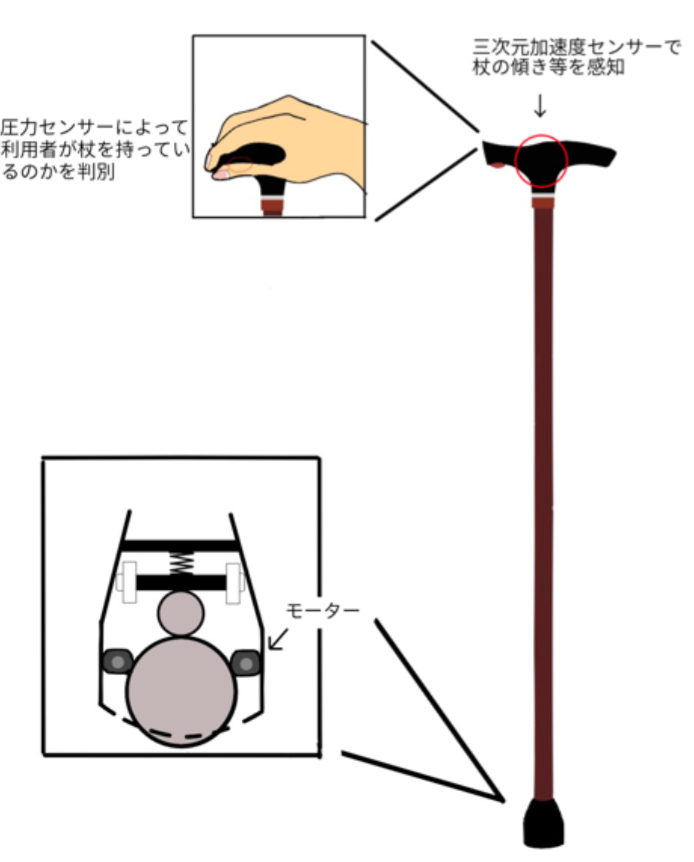 三次元加速度センサーで
杖の傾き等を感知
圧力センサーによって
利用者が杖を持ってい
るのかを判別
モーター